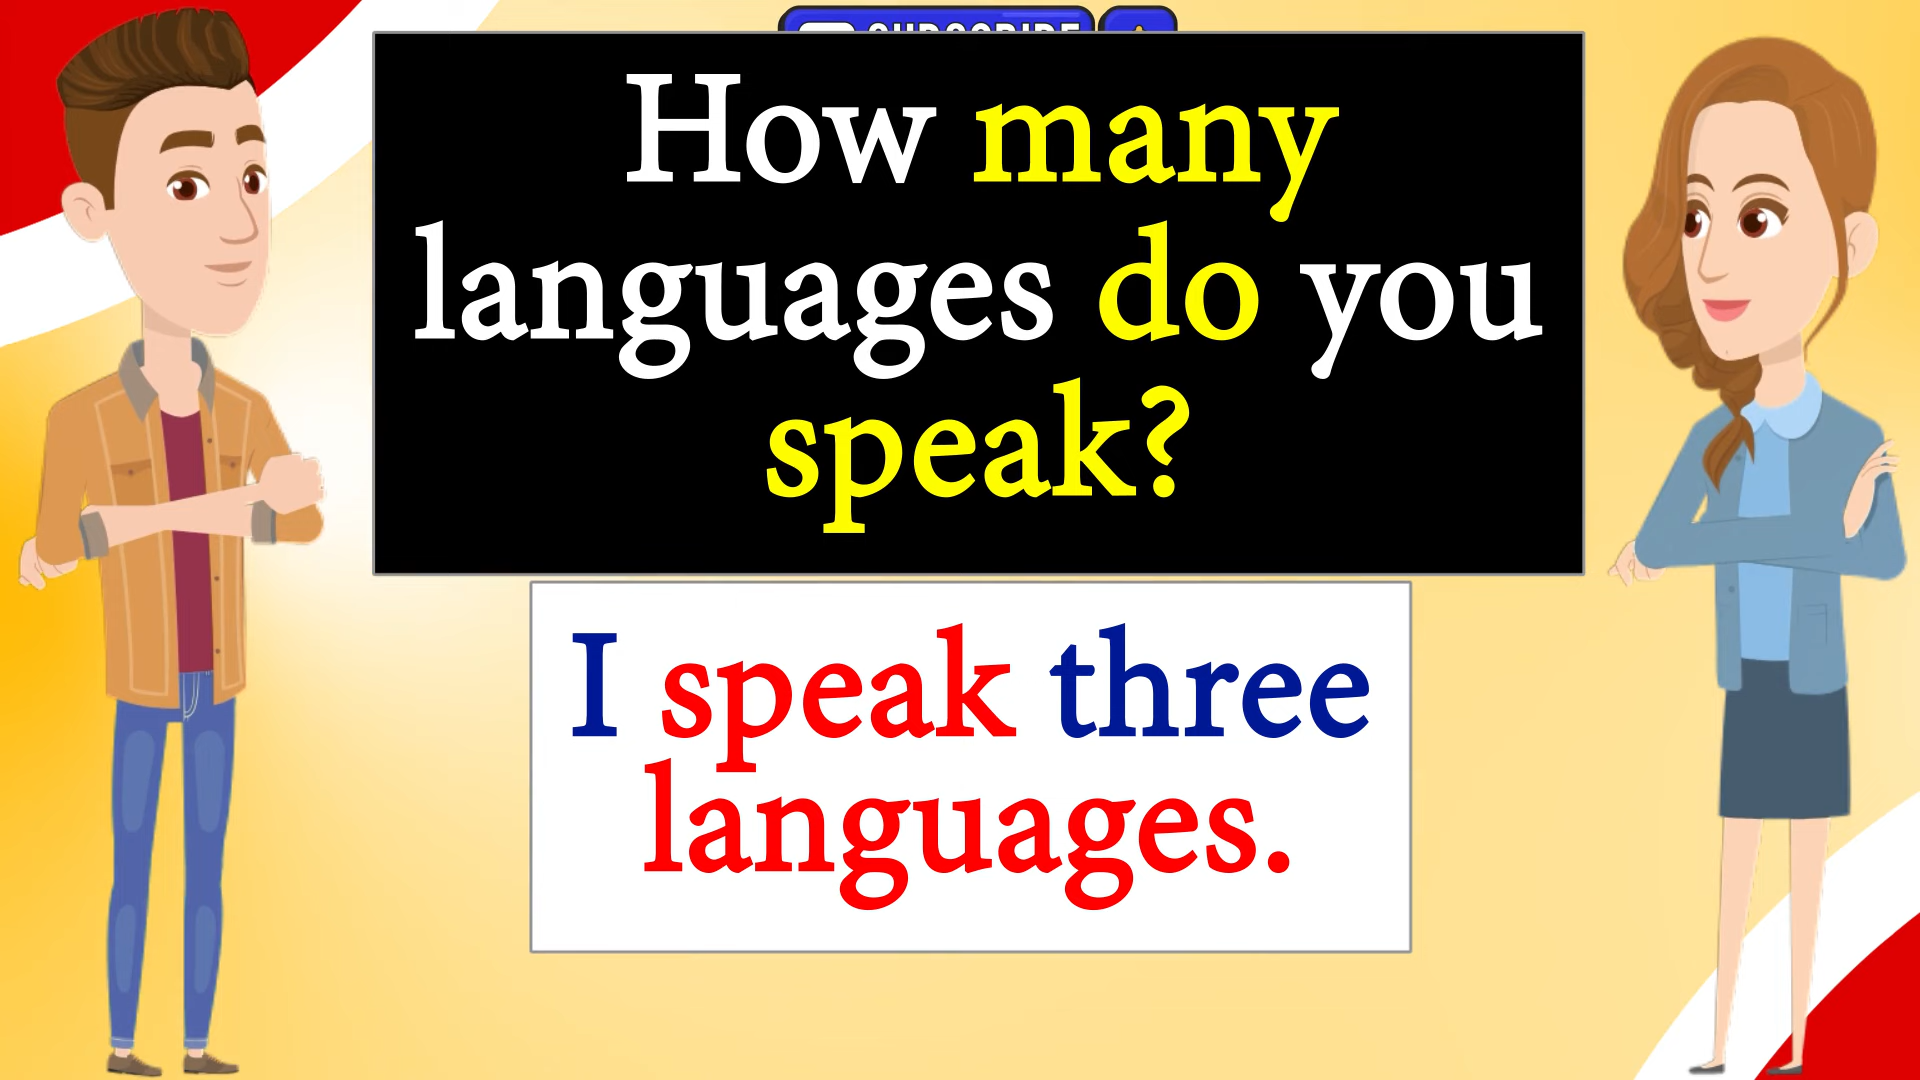 How many
languages do you
speak?
I speak three
languages.